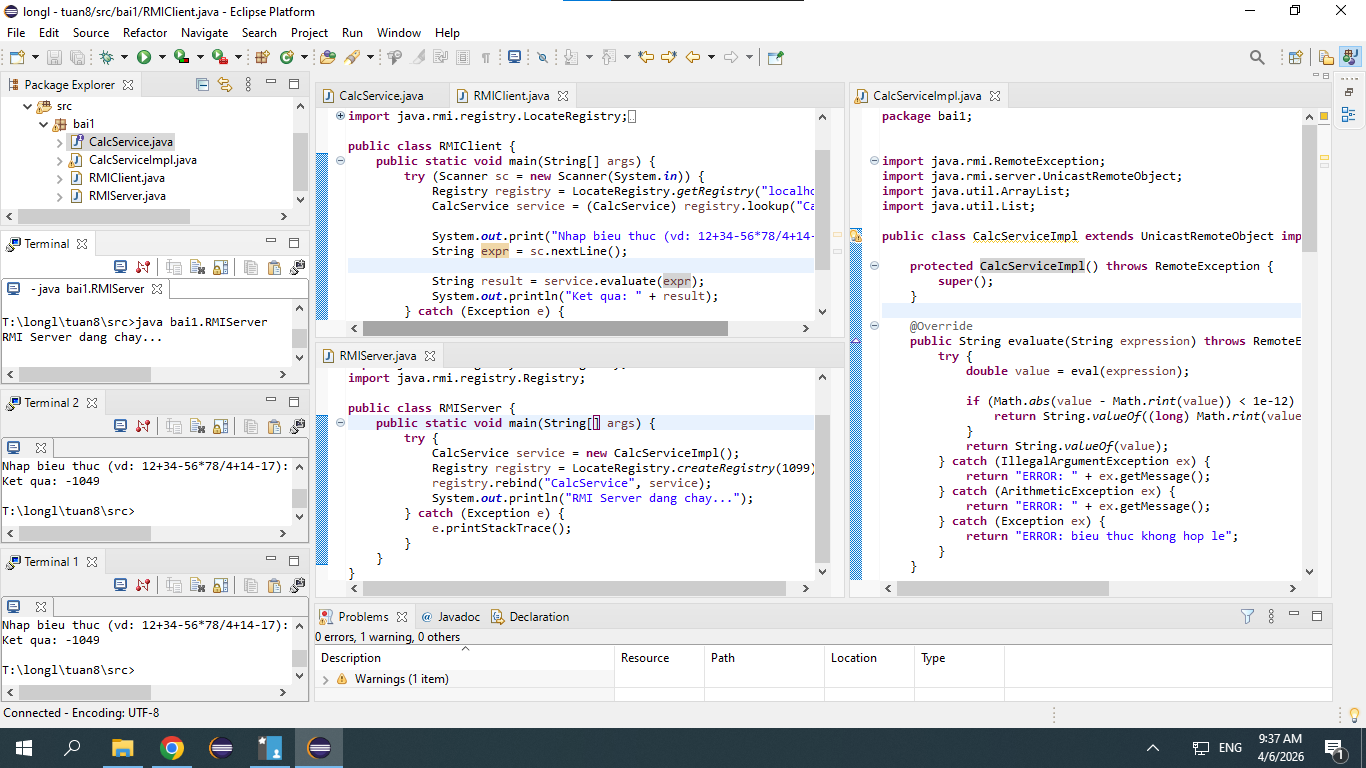 longl - tuan8/src/bai1/RMIClient.java - Eclipse Platform
File Edit Source Refactor Navigate Search Project Run Window Help
Package Explorer
src
bai1
CalcService.java
CalcServiceImpl.java
RMIClient.java
RMIServer.java
Terminal
- java bai1.RMIServer
T:\longl\tuan8\src>java bai1.RMIServer
RMI Server dang chay...
Terminal 2
Nhap bieu thuc (vd: 12+34-56*78/4+14-17):
Ket qua: -1049
T:\longl\tuan8\src>
Terminal 1
Nhap bieu thuc (vd: 12+34-56*78/4+14-17):
Ket qua: -1049
T:\longl\tuan8\src>
CalcService.java
RMIClient.java
import java.rmi.registry.LocateRegistry;
public class RMIClient {
public static void main(String[] args) {
try (Scanner sc = new Scanner(System.in)) {
Registry registry = LocateRegistry.getRegistry("localho
CalcService service = (CalcService) registry.lookup("Ca
System.out.print("Nhap bieu thuc (vd: 12+34-56*78/4+14-
String expr = sc.nextLine();
String result = service.evaluate(expr);
System.out.println("Ket qua: " + result);
} catch (Exception e) {
RMIServer.java
import java.rmi.registry.Registry;
public class RMIServer {
public static void main(String[] args) {
try {
CalcService service = new CalcServiceImpl();
Registry registry = LocateRegistry.createRegistry(1099)
registry.rebind("CalcService", service);
System.out.println("RMI Server dang chay...");
} catch (Exception e) {
e.printStackTrace();
}
}
}
CalcServiceImpl.java
package bai1;
import java.rmi.RemoteException;
import java.rmi.server.UnicastRemoteObject;
import java.util.ArrayList;
import java.util.List;
public class CalcServiceImpl extends UnicastRemoteObject imp
protected CalcServiceImpl() throws RemoteException {
super();
}
@Override
public String evaluate(String expression) throws RemoteE
try {
double value = eval(expression);
if (Math.abs(value - Math.rint(value)) < 1e-12)
return String.valueOf((long) Math.rint(value
}
return String.valueOf(value);
} catch (IllegalArgumentException ex) {
return "ERROR: " + ex.getMessage();
} catch (ArithmeticException ex) {
return "ERROR: " + ex.getMessage();
} catch (Exception ex) {
return "ERROR: bieu thuc khong hop le";
}
}
Problems
@ Javadoc
Declaration
0 errors, 1 warning, 0 others
Description Resource Path Location Type
Warnings (1 item)
Connected - Encoding: UTF-8
ENG
9:37 AM
4/6/2026
1